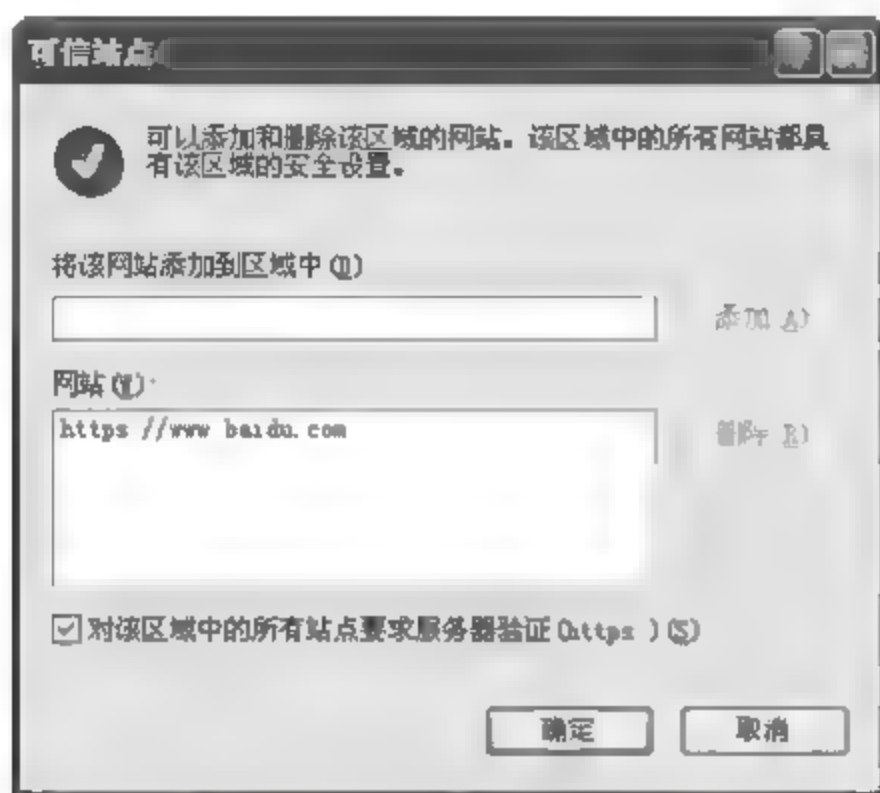 可信站点
可以添加和删除该区域的网站。该区域中的所有网站都具
有该区域的安全设置。
将该网站添加到区域中(D)
添加 A)
网站(W):
https //www baidu.com
删除 R)
对该区域中的所有站点要求服务器验证(https )(S)
确定
取消